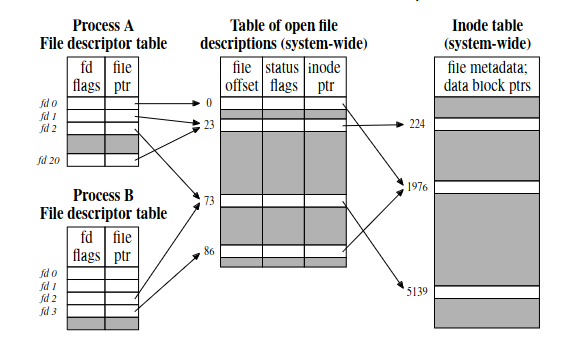 Process A
File descriptor table
fd flags
file ptr
fd 0
fd 1
fd 2
fd 20
Process B
File descriptor table
fd flags
file ptr
fd 0
fd 1
fd 2
fd 3
Table of open file
descriptions (system-wide)
file offset
status flags
inode ptr
0
23
73
86
Inode table
(system-wide)
file metadata;
data block ptrs
224
1976
5139